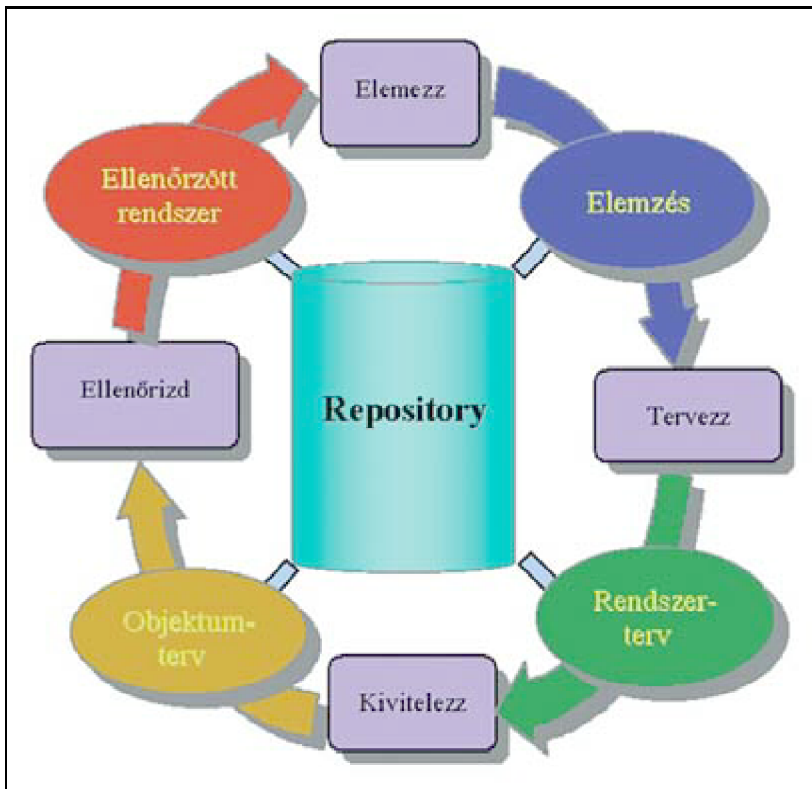 Elemezz
Ellenőrzött
rendszer
Elemzés
Ellenőrizd
Repository
Tervezz
Objektum-
terv
Rendszer-
terv
Kivitelezz